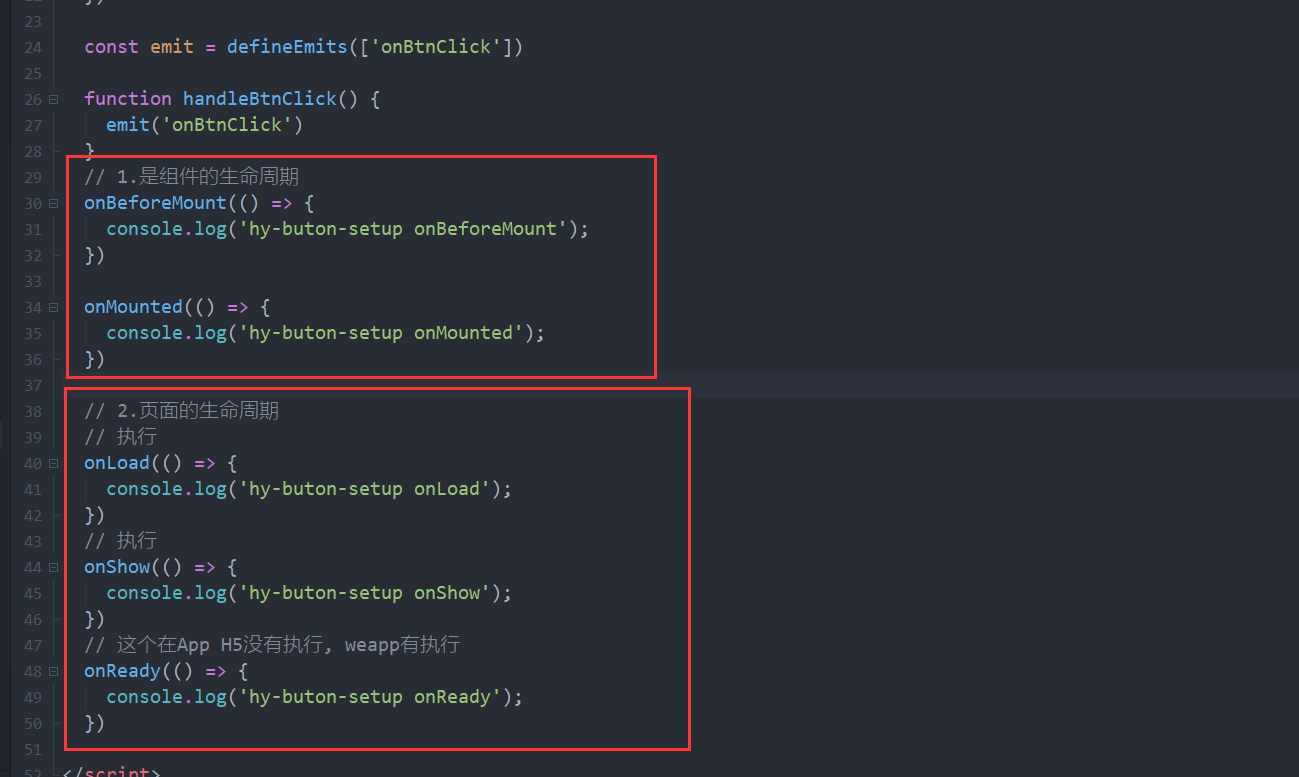 23
24 const emit = defineEmits(['onBtnClick'])
25
26 function handleBtnClick() {
27 emit('onBtnClick')
28 }
29 // 1.是组件的生命周期
30 onBeforeMount(() => {
31 console.log('hy-buton-setup onBeforeMount');
32 })
33
34 onMounted(() => {
35 console.log('hy-buton-setup onMounted');
36 })
37
38 // 2.页面的生命周期
39 // 执行
40 onLoad(() => {
41 console.log('hy-buton-setup onLoad');
42 })
43 // 执行
44 onShow(() => {
45 console.log('hy-buton-setup onShow');
46 })
47 // 这个在App H5没有执行, weapp有执行
48 onReady(() => {
49 console.log('hy-buton-setup onReady');
50 })
51
52 </script>